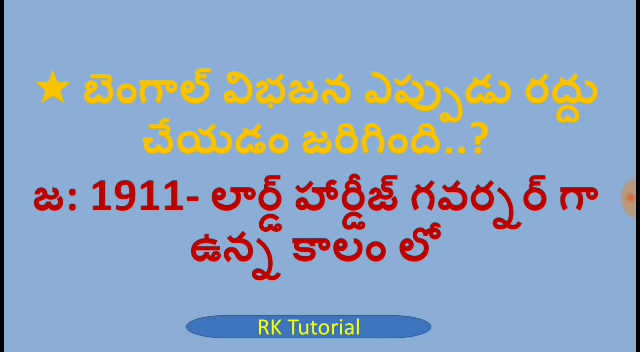 ★ బెంగాల్ విభజన ఎప్పుడు రద్దు
చేయడం జరిగింది..?
జ: 1911- లార్డ్ హార్డీజ్ గవర్నర్ గా
ఉన్న కాలం లో
RK Tutorial